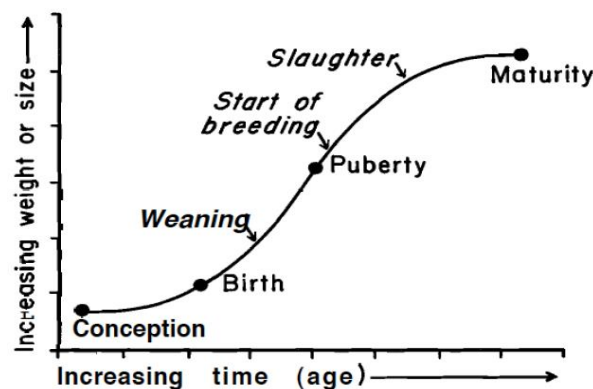 Increasing weight or size
Slaughter
Maturity
Start of
breeding
Puberty
Weaning
Birth
Conception
Increasing time (age)